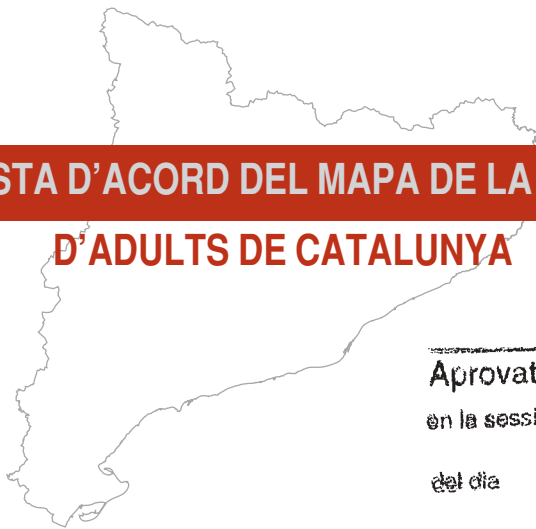 STA D'ACORD DEL MAPA DE LA
D'ADULTS DE CATALUNYA
Aprovat
en la sessi
del dia